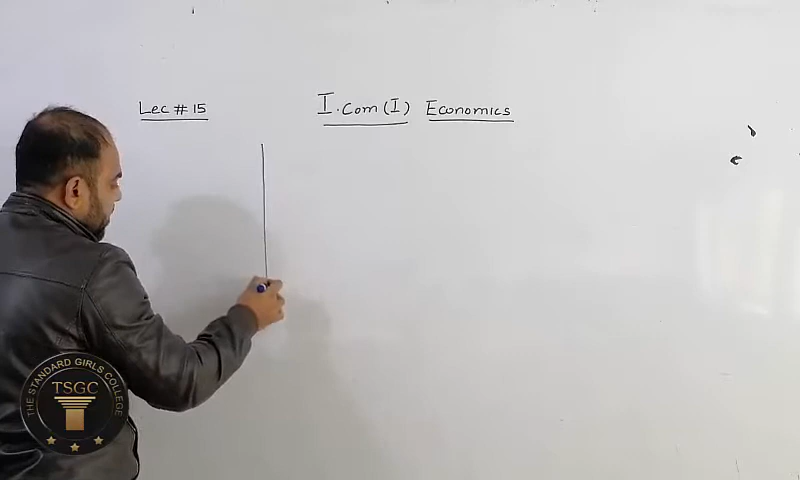 Lec # 15
I.Com (I) Economics
THE STANDARD GIRLS COLLEGE
TSGC